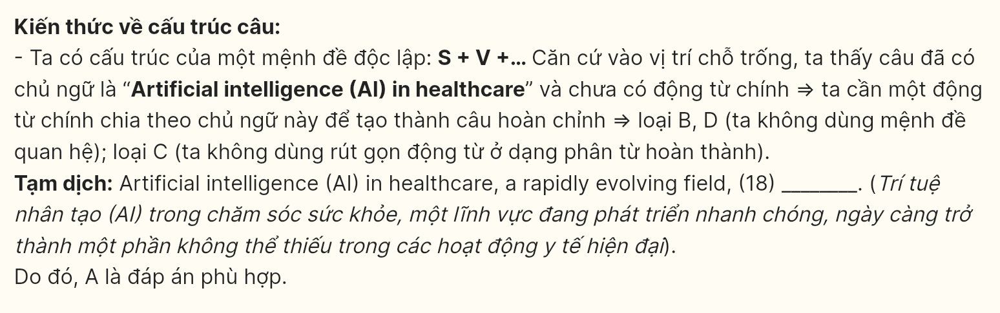 Kiến thức về cấu trúc câu:
- Ta có cấu trúc của một mệnh đề độc lập: S + V +... Căn cứ vào vị trí chỗ trống, ta thấy câu đã có
chủ ngữ là “Artificial intelligence (AI) in healthcare” và chưa có động từ chính ⇒ ta cần một động
từ chính chia theo chủ ngữ này để tạo thành câu hoàn chỉnh ⇒ loại B, D (ta không dùng mệnh đề
quan hệ); loại C (ta không dùng rút gọn động từ ở dạng phân từ hoàn thành).
Tạm dịch: Artificial intelligence (AI) in healthcare, a rapidly evolving field, (18) ________. (Trí tuệ
nhân tạo (AI) trong chăm sóc sức khỏe, một lĩnh vực đang phát triển nhanh chóng, ngày càng trở
thành một phần không thể thiếu trong các hoạt động y tế hiện đại).
Do đó, A là đáp án phù hợp.